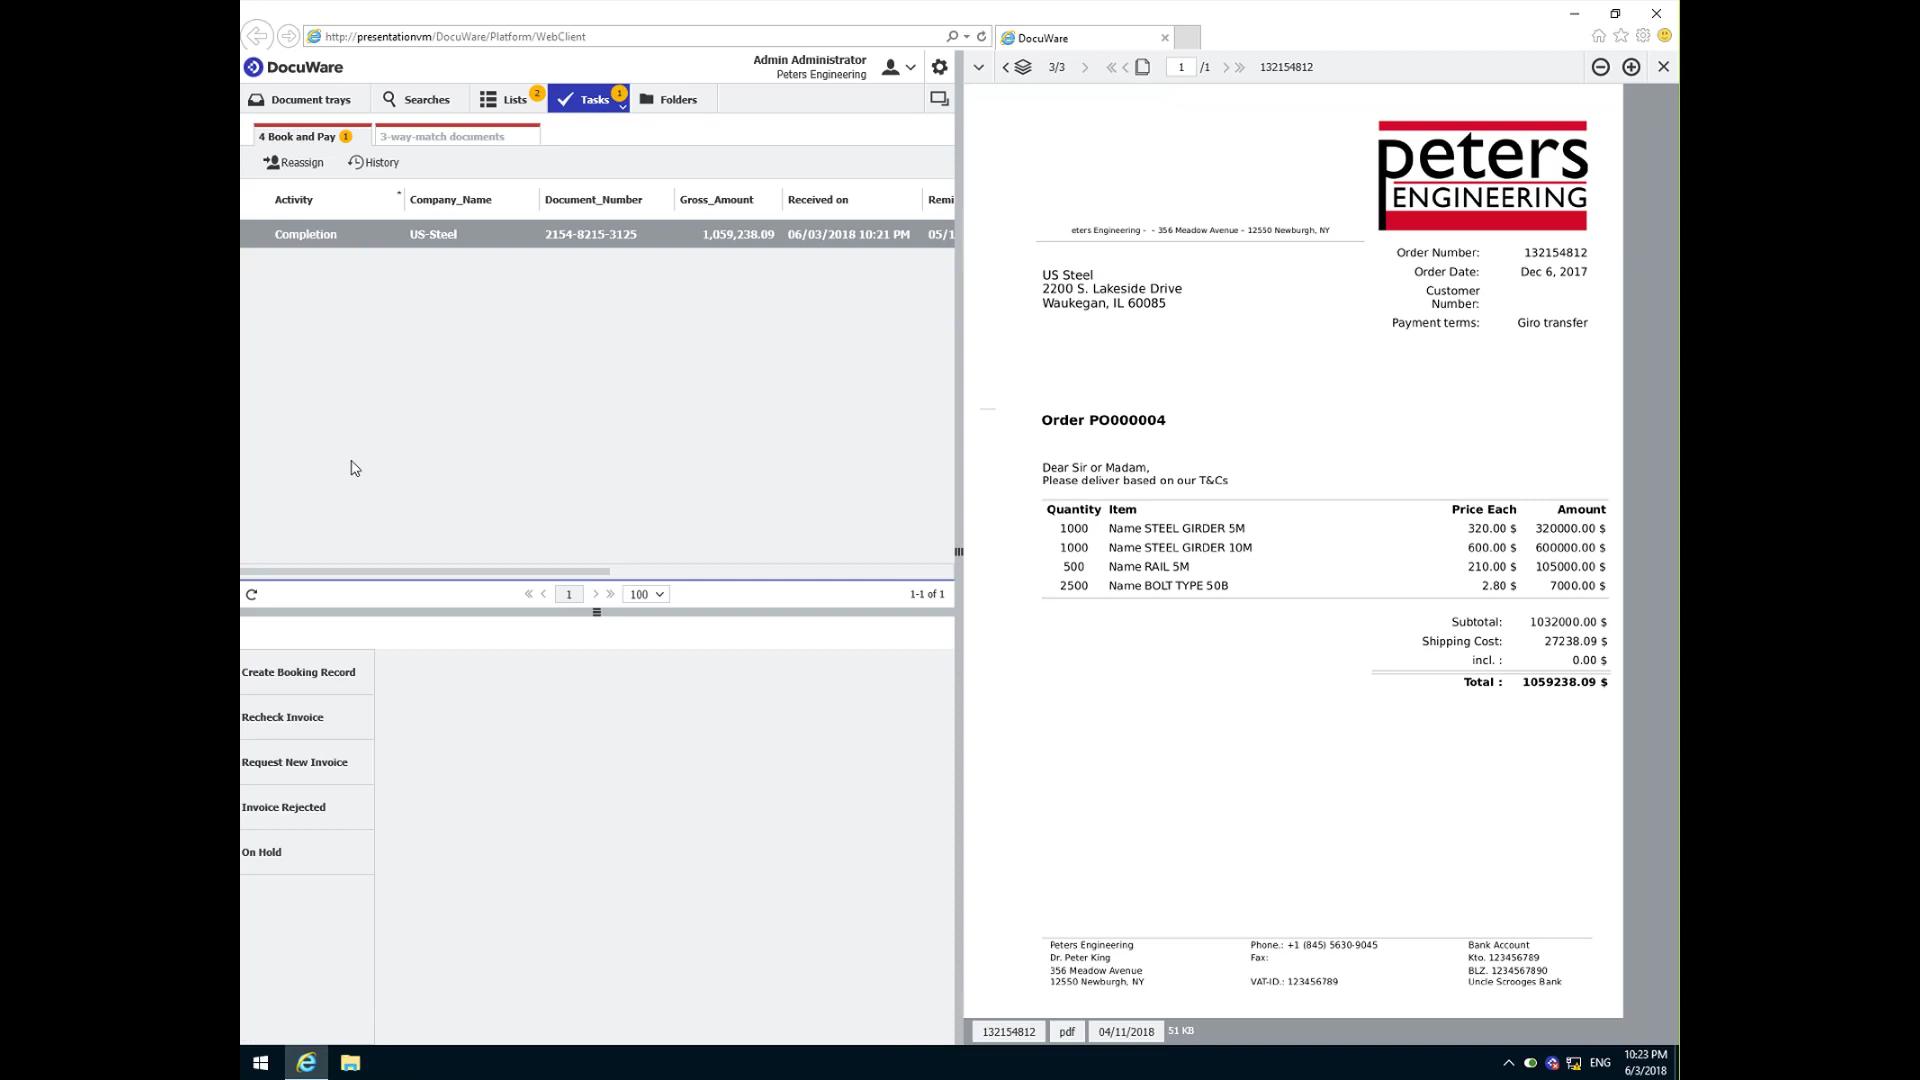 http://presentationvm/DocuWare/Platform/WebClient
DocuWare
DocuWare
Admin Administrator
Peters Engineering
Document trays
Searches
Lists 2
Tasks 1
Folders
4 Book and Pay 1
3-way-match documents
Reassign
History
Activity Company_Name Document_Number Gross_Amount Received on Remi
Completion US-Steel 2154-8215-3125 1,059,238.09 06/03/2018 10:21 PM 05/1
1
100
1-1 of 1
Create Booking Record
Recheck Invoice
Request New Invoice
Invoice Rejected
On Hold
3/3
1 /1
132154812
peters
ENGINEERING
eters Engineering - - 356 Meadow Avenue - 12550 Newburgh, NY
Order Number: 132154812
Order Date: Dec 6, 2017
Customer
Number:
Payment terms: Giro transfer
US Steel
2200 S. Lakeside Drive
Waukegan, IL 60085
Order PO000004
Dear Sir or Madam,
Please deliver based on our T&Cs
Quantity Item Price Each Amount
1000 Name STEEL GIRDER 5M 320.00 $ 320000.00 $
1000 Name STEEL GIRDER 10M 600.00 $ 600000.00 $
500 Name RAIL 5M 210.00 $ 105000.00 $
2500 Name BOLT TYPE 50B 2.80 $ 7000.00 $
Subtotal: 1032000.00 $
Shipping Cost: 27238.09 $
incl. : 0.00 $
Total : 1059238.09 $
Peters Engineering
Dr. Peter King
356 Meadow Avenue
12550 Newburgh, NY
Phone.: +1 (845) 5630-9045
Fax:
VAT-ID.: 123456789
Bank Account
Kto. 123456789
BLZ. 1234567890
Uncle Scrooges Bank
132154812
pdf
04/11/2018
51 KB
ENG
10:23 PM
6/3/2018